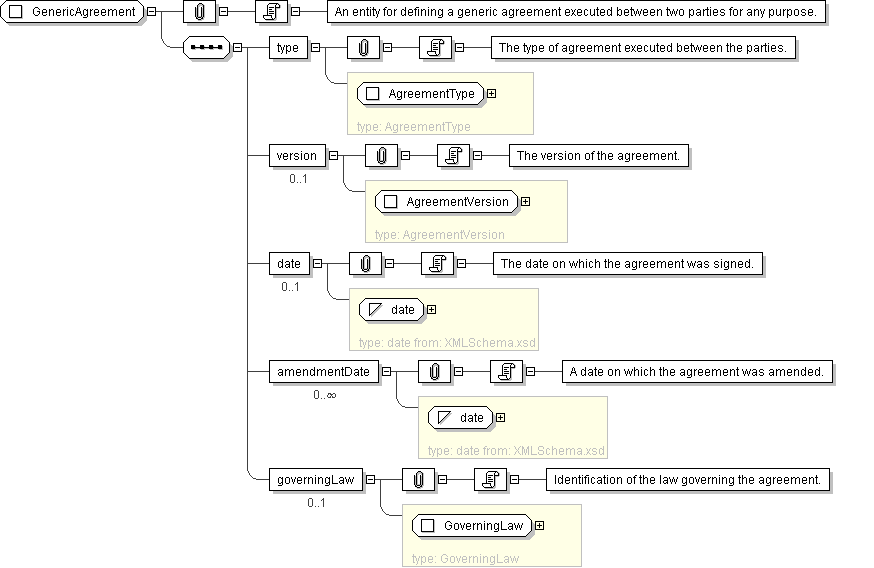 GenericAgreement An entity for defining a generic agreement executed between two parties for any purpose.
type The type of agreement executed between the parties.
AgreementType
type: AgreementType
version The version of the agreement.
0..1
AgreementVersion
type: AgreementVersion
date The date on which the agreement was signed.
0..1
date
type: date from: XMLSchema.xsd
amendmentDate A date on which the agreement was amended.
0..∞
date
type: date from: XMLSchema.xsd
governingLaw Identification of the law governing the agreement.
0..1
GoverningLaw
type: GoverningLaw